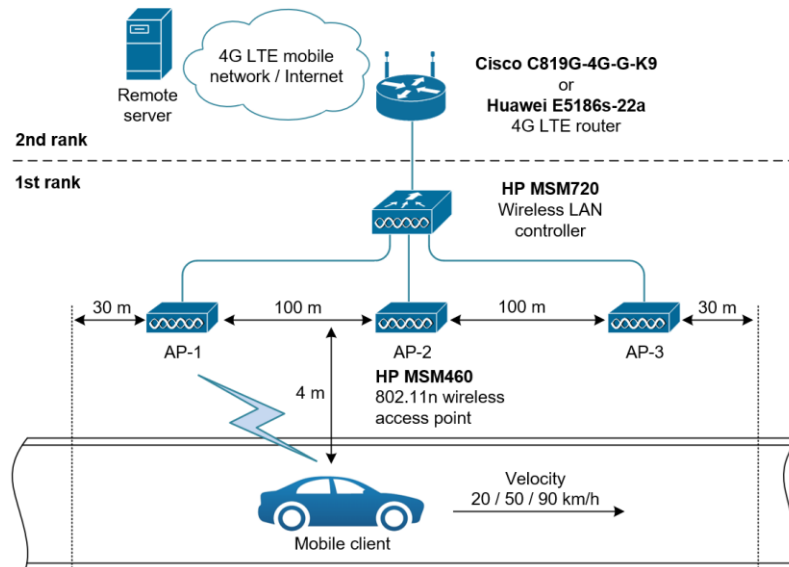 4G LTE mobile
network / Internet
Remote
server
Cisco C819G-4G-G-K9
or
Huawei E5186s-22a
4G LTE router
2nd rank
1st rank
HP MSM720
Wireless LAN
controller
30 m
100 m
100 m
30 m
AP-1
AP-2
AP-3
4 m
HP MSM460
802.11n wireless
access point
Velocity
20 / 50 / 90 km/h
Mobile client